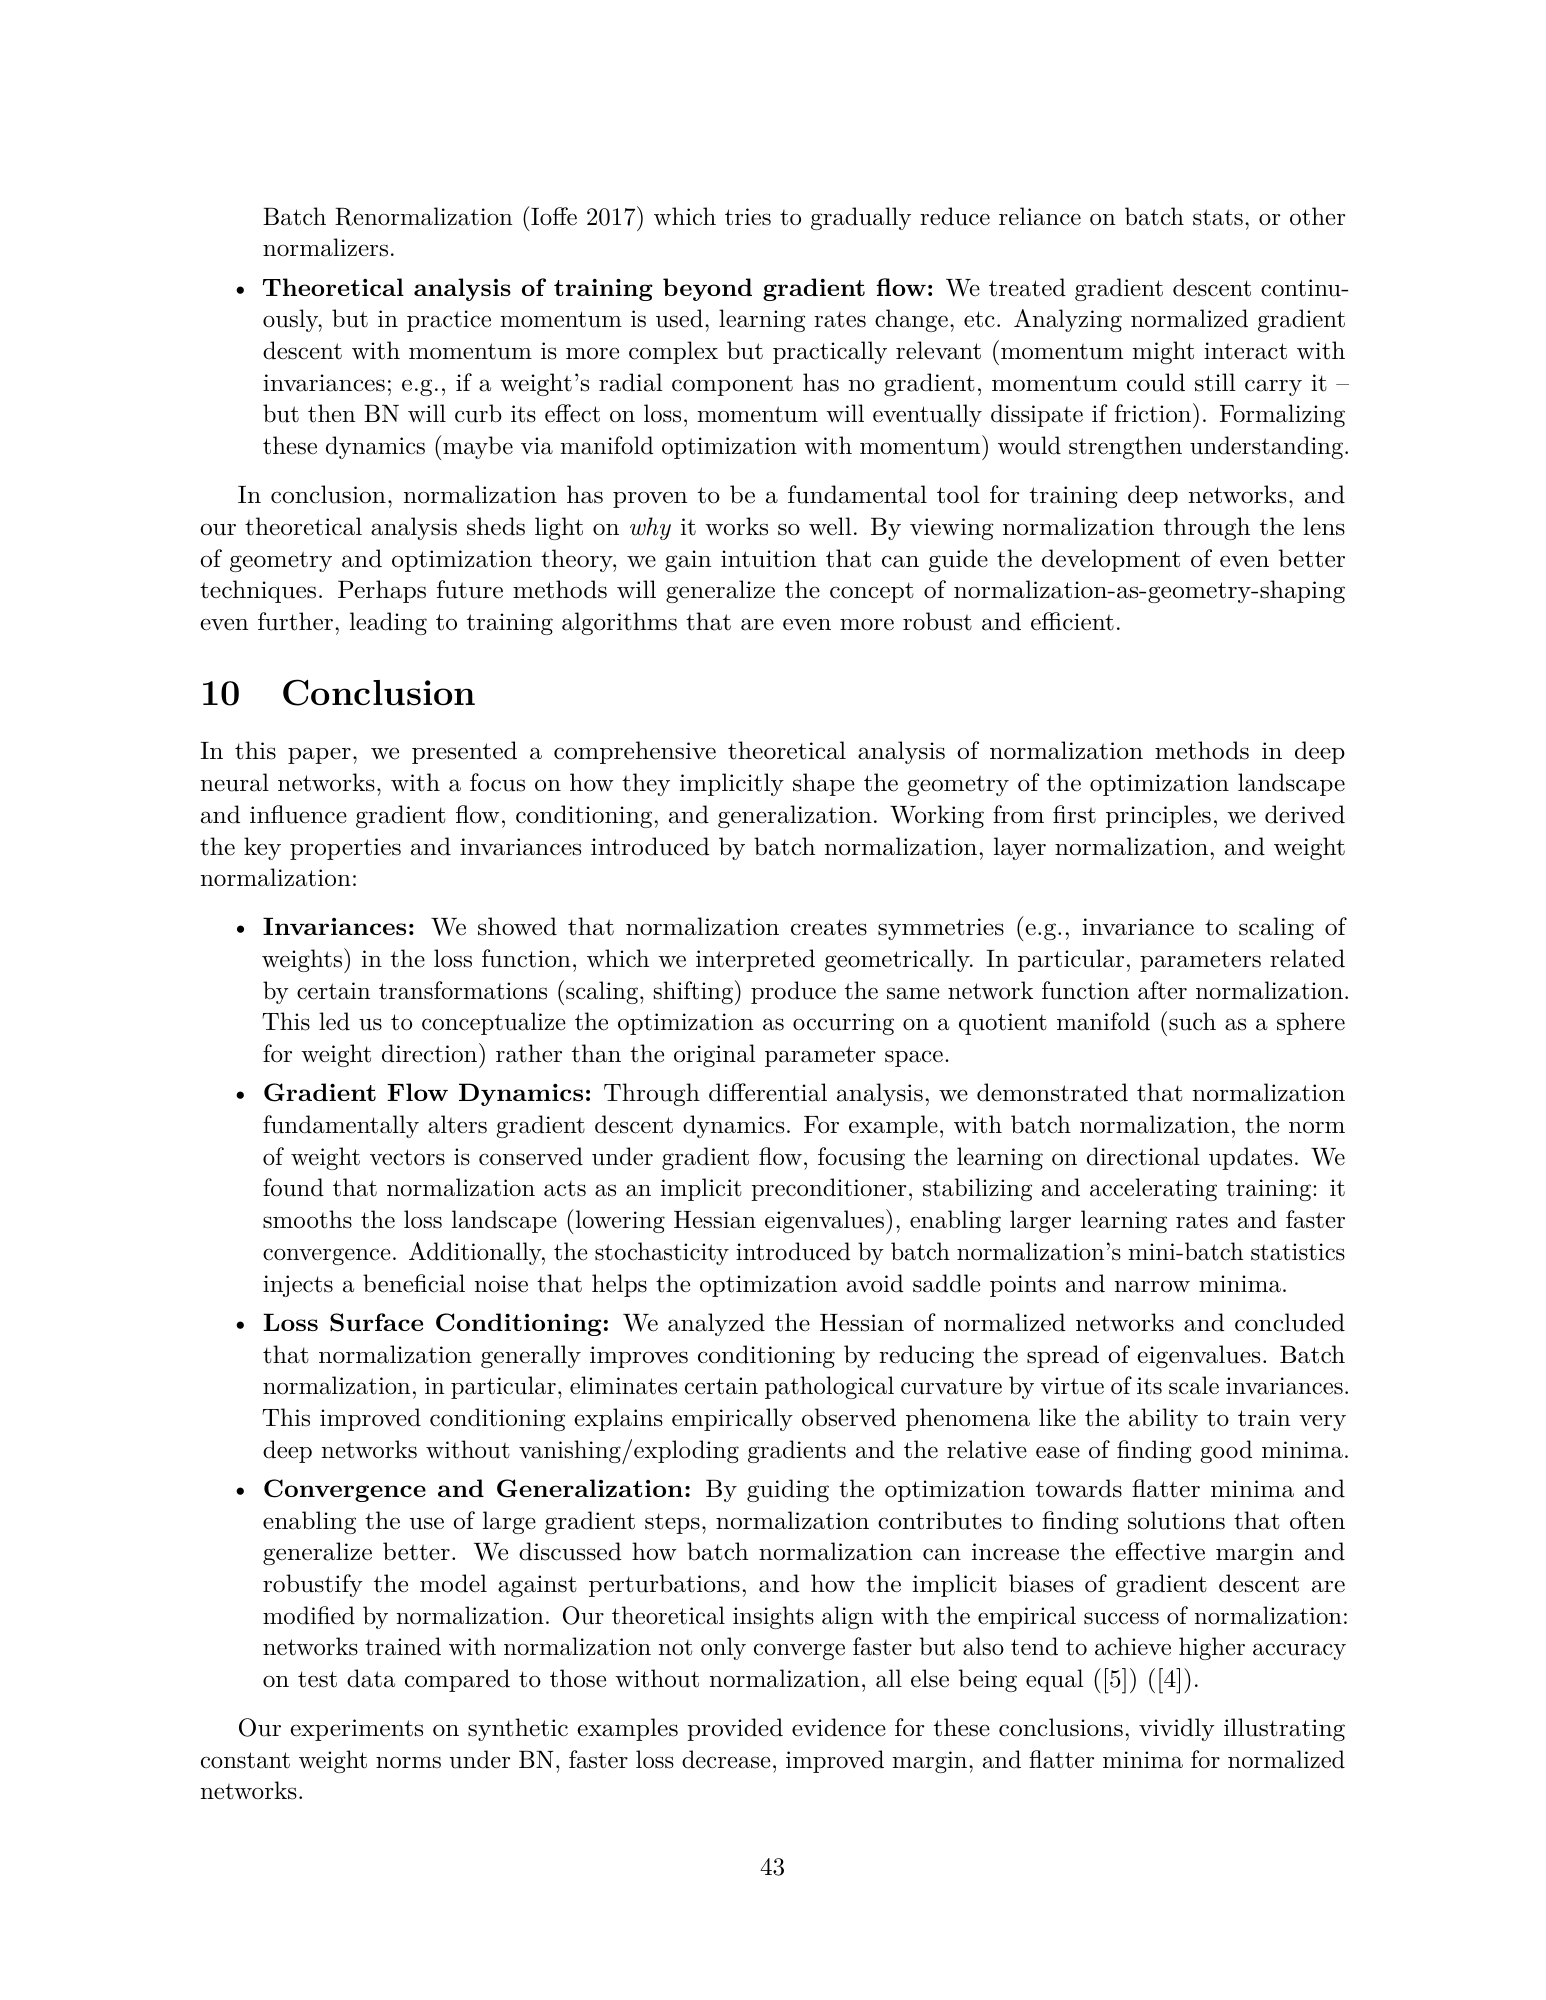 Batch Renormalization (Ioffe 2017) which tries to gradually reduce reliance on batch stats, or other
normalizers.
• Theoretical analysis of training beyond gradient flow: We treated gradient descent continu-
ously, but in practice momentum is used, learning rates change, etc. Analyzing normalized gradient
descent with momentum is more complex but practically relevant (momentum might interact with
invariances; e.g., if a weight's radial component has no gradient, momentum could still carry it –
but then BN will curb its effect on loss, momentum will eventually dissipate if friction). Formalizing
these dynamics (maybe via manifold optimization with momentum) would strengthen understanding.
In conclusion, normalization has proven to be a fundamental tool for training deep networks, and
our theoretical analysis sheds light on why it works so well. By viewing normalization through the lens
of geometry and optimization theory, we gain intuition that can guide the development of even better
techniques. Perhaps future methods will generalize the concept of normalization-as-geometry-shaping
even further, leading to training algorithms that are even more robust and efficient.
10 Conclusion
In this paper, we presented a comprehensive theoretical analysis of normalization methods in deep
neural networks, with a focus on how they implicitly shape the geometry of the optimization landscape
and influence gradient flow, conditioning, and generalization. Working from first principles, we derived
the key properties and invariances introduced by batch normalization, layer normalization, and weight
normalization:
• Invariances: We showed that normalization creates symmetries (e.g., invariance to scaling of
weights) in the loss function, which we interpreted geometrically. In particular, parameters related
by certain transformations (scaling, shifting) produce the same network function after normalization.
This led us to conceptualize the optimization as occurring on a quotient manifold (such as a sphere
for weight direction) rather than the original parameter space.
• Gradient Flow Dynamics: Through differential analysis, we demonstrated that normalization
fundamentally alters gradient descent dynamics. For example, with batch normalization, the norm
of weight vectors is conserved under gradient flow, focusing the learning on directional updates. We
found that normalization acts as an implicit preconditioner, stabilizing and accelerating training: it
smooths the loss landscape (lowering Hessian eigenvalues), enabling larger learning rates and faster
convergence. Additionally, the stochasticity introduced by batch normalization's mini-batch statistics
injects a beneficial noise that helps the optimization avoid saddle points and narrow minima.
• Loss Surface Conditioning: We analyzed the Hessian of normalized networks and concluded
that normalization generally improves conditioning by reducing the spread of eigenvalues. Batch
normalization, in particular, eliminates certain pathological curvature by virtue of its scale invariances.
This improved conditioning explains empirically observed phenomena like the ability to train very
deep networks without vanishing/exploding gradients and the relative ease of finding good minima.
• Convergence and Generalization: By guiding the optimization towards flatter minima and
enabling the use of large gradient steps, normalization contributes to finding solutions that often
generalize better. We discussed how batch normalization can increase the effective margin and
robustify the model against perturbations, and how the implicit biases of gradient descent are
modified by normalization. Our theoretical insights align with the empirical success of normalization:
networks trained with normalization not only converge faster but also tend to achieve higher accuracy
on test data compared to those without normalization, all else being equal ([5]) ([4]).
Our experiments on synthetic examples provided evidence for these conclusions, vividly illustrating
constant weight norms under BN, faster loss decrease, improved margin, and flatter minima for normalized
networks.
43